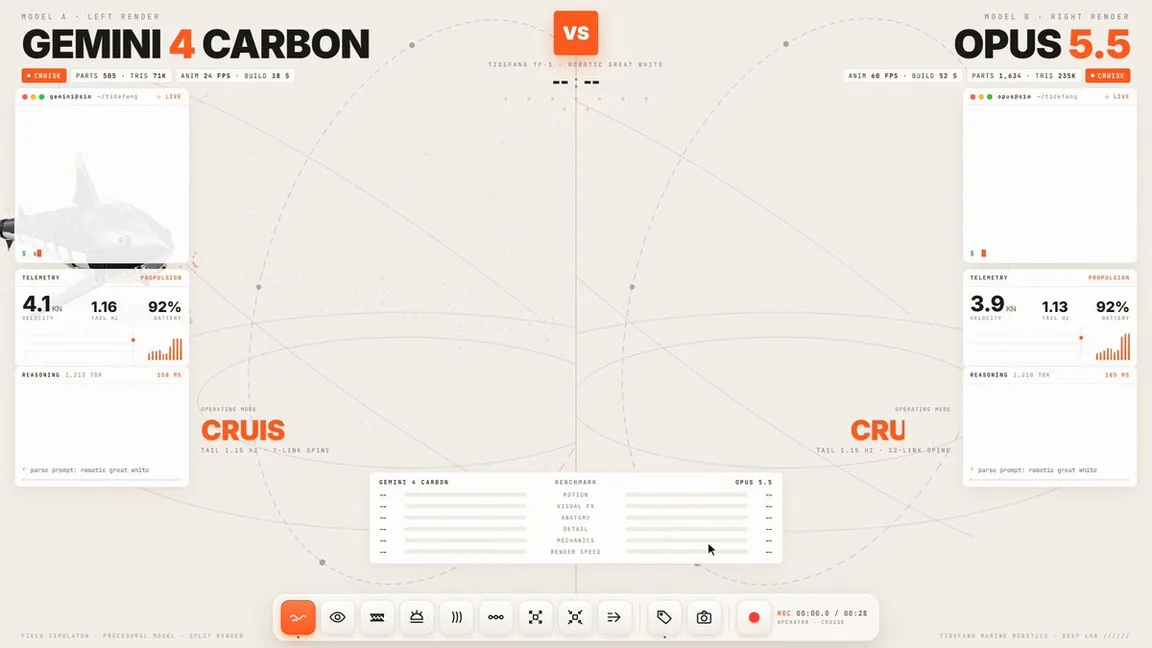 MODEL A · LEFT RENDER
GEMINI 4 CARBON
CRUISE
PARTS 505 · TRIS 71K
ANIM 24 FPS · BUILD 38 S
gemini@sim ~/tidefang
LIVE
$ s
TELEMETRY
PROPULSION
4.1 KN
1.16
92%
VELOCITY
TAIL HZ
BATTERY
REASONING 1,213 TOK
158 MS
parse prompt: robotic great white
OPERATING MODE
CRUIS
TAIL 1.15 HZ · 7-LINK SPINE
VS
TIDEFANG TF-1 · ROBOTIC GREAT WHITE
-- : --
MODEL B · RIGHT RENDER
OPUS 5.5
ANIM 60 FPS · BUILD 52 S
PARTS 1,634 · TRIS 235K
CRUISE
opus@sim ~/tidefang
LIVE
$
TELEMETRY
PROPULSION
3.9 KN
1.13
92%
VELOCITY
TAIL HZ
BATTERY
REASONING 1,210 TOK
165 MS
parse prompt: robotic great white
OPERATING MODE
CRU
TAIL 1.15 HZ · 12-LINK SPINE
GEMINI 4 CARBON
BENCHMARK
OPUS 5.5
-- MOTION --
-- VISUAL FX --
-- ANATOMY --
-- DETAIL --
-- MECHANICS --
-- RENDER SPEED --
REC 00:00.0 / 00:28
OPERATOR · CRUISE
FIELD SIMULATOR · PROCEDURAL MODEL · SPLIT RENDER
TIDEFANG MARINE ROBOTICS · DEEP LAB //////